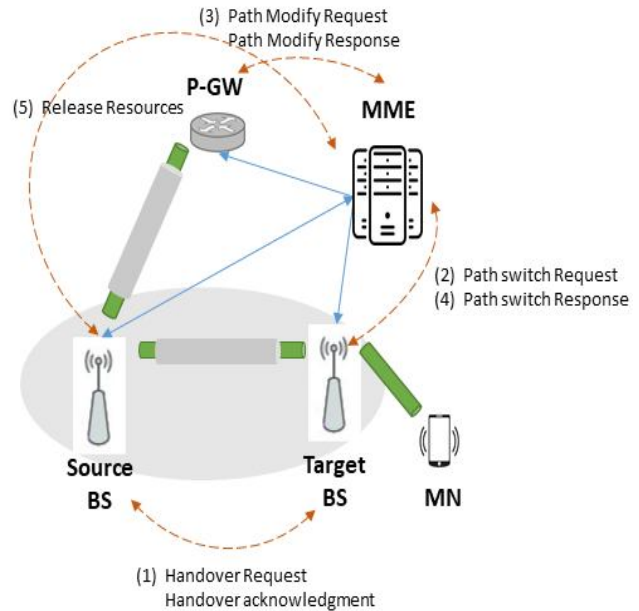 (3) Path Modify Request
Path Modify Response
P-GW
MME
(5) Release Resources
(2) Path switch Request
(4) Path switch Response
Source
BS
Target
BS
MN
(1) Handover Request
Handover acknowledgment